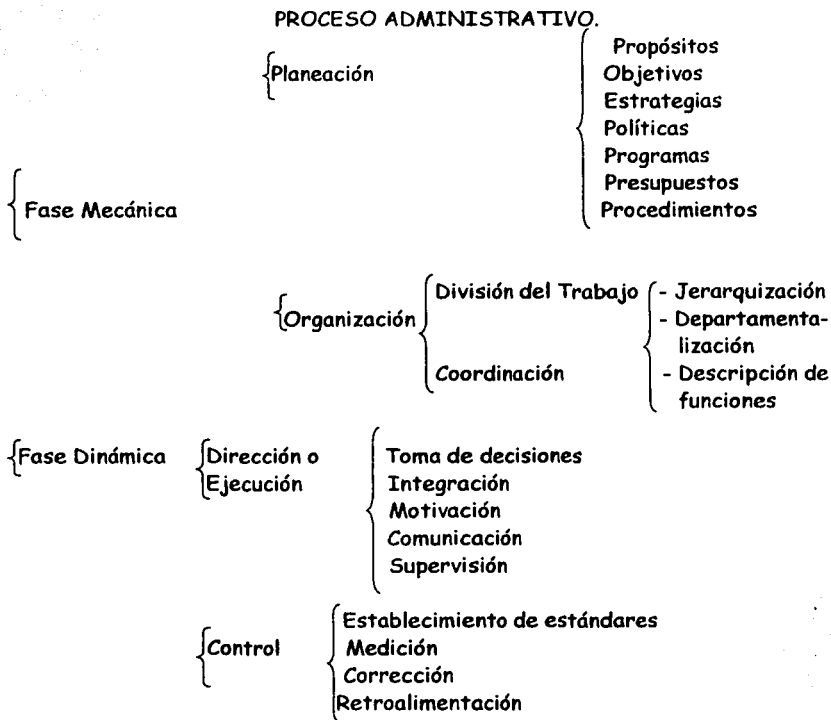 PROCESO ADMINISTRATIVO.
Planeación
Propósitos
Objetivos
Estrategias
Políticas
Programas
Presupuestos
Procedimientos
Fase Mecánica
Organización
División del Trabajo
Coordinación
- Jerarquización
- Departamenta-
lización
- Descripción de
funciones
Fase Dinámica
Dirección o
Ejecución
Toma de decisiones
Integración
Motivación
Comunicación
Supervisión
Control
Establecimiento de estándares
Medición
Corrección
Retroalimentación